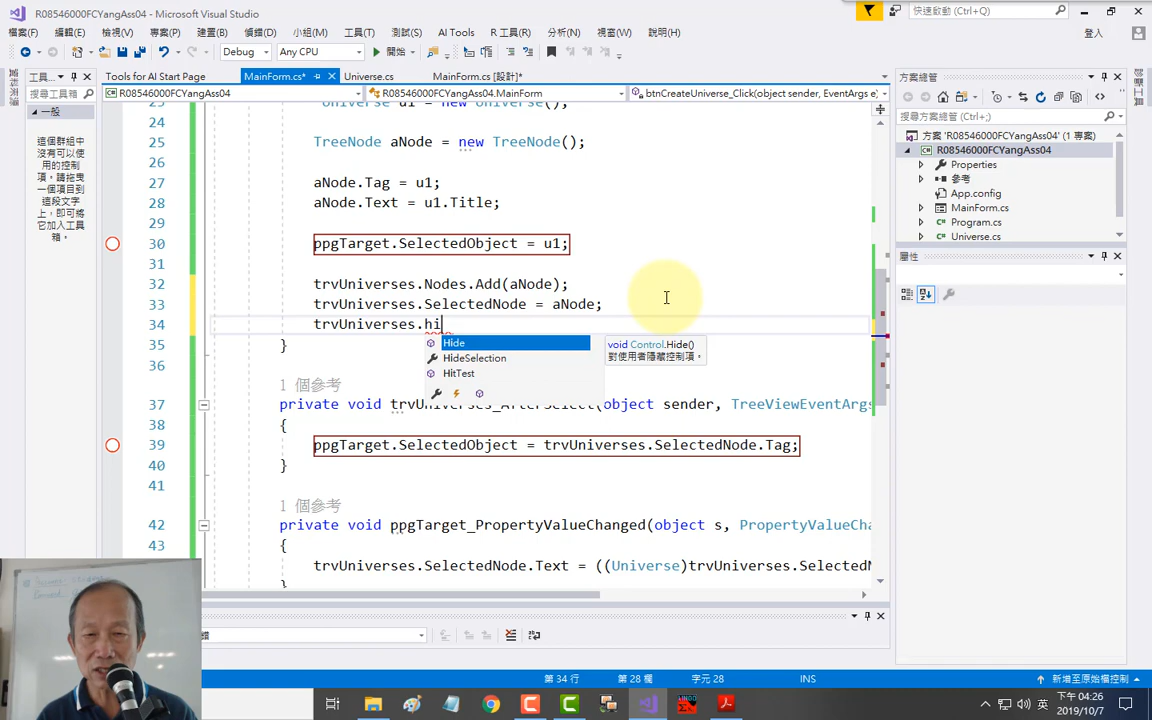 R08546000FCYangAss04 - Microsoft Visual Studio
快速啟動 (Ctrl+Q)
檔案(F) 編輯(E) 檢視(V) 專案(P) 建置(B) 偵錯(D) 小組(M) 工具(T) 測試(S) AI Tools R 工具(R) 分析(N) 視窗(W) 說明(H)
登入
Debug Any CPU 開始
工具... Tools for AI Start Page MainForm.cs* Universe.cs MainForm.cs [設計]*
方案總管
搜尋工具箱 R08546000FCYangAss04 R08546000FCYangAss04.MainForm btnCreateUniverse_Click(object sender, EventArgs e)
一般
這個群組中
沒有可以使
用的控制
項。請拖曳
一個項目到
這段文字
上，即可將
它加入工具
箱。
23 Universe u1 = new Universe();
24
25 TreeNode aNode = new TreeNode();
26
27 aNode.Tag = u1;
28 aNode.Text = u1.Title;
29
30 ppgTarget.SelectedObject = u1;
31
32 trvUniverses.Nodes.Add(aNode);
33 trvUniverses.SelectedNode = aNode;
34 trvUniverses.hi
Hide
HideSelection
HitTest
void Control.Hide()
對使用者隱藏控制項。
35 }
36
1 個參考
37 private void trvUniverses_AfterSelect(object sender, TreeViewEventArgs
38 {
39 ppgTarget.SelectedObject = trvUniverses.SelectedNode.Tag;
40 }
41
1 個參考
42 private void ppgTarget_PropertyValueChanged(object s, PropertyValueCha
43 {
trvUniverses.SelectedNode.Text = ((Universe)trvUniverses.SelectedN
}
搜尋方案總管 (Ctrl+;)
方案 'R08546000FCYangAss04' (1 專案)
R08546000FCYangAss04
Properties
參考
App.config
MainForm.cs
Program.cs
Universe.cs
屬性
第 34 行 第 28 欄 字元 28 INS 新增至原始檔控制
英
下午 04:26
2019/10/7